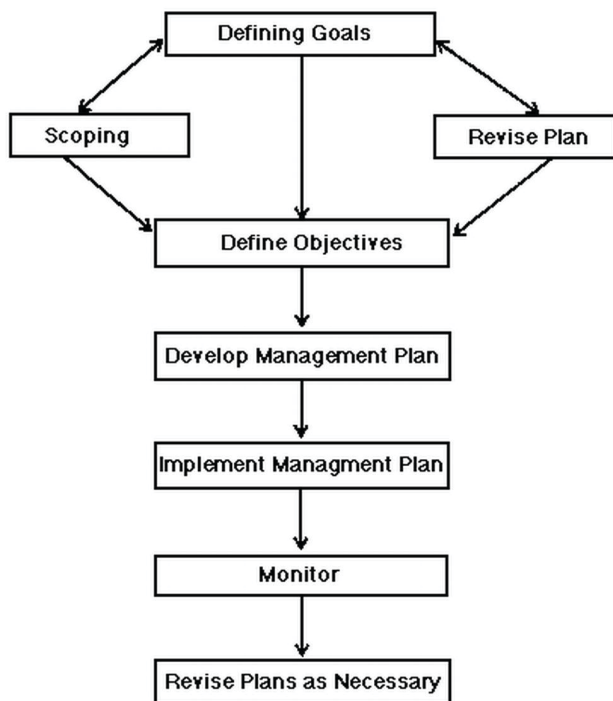 Defining Goals
Scoping
Revise Plan
Define Objectives
Develop Management Plan
Implement Managment Plan
Monitor
Revise Plans as Necessary